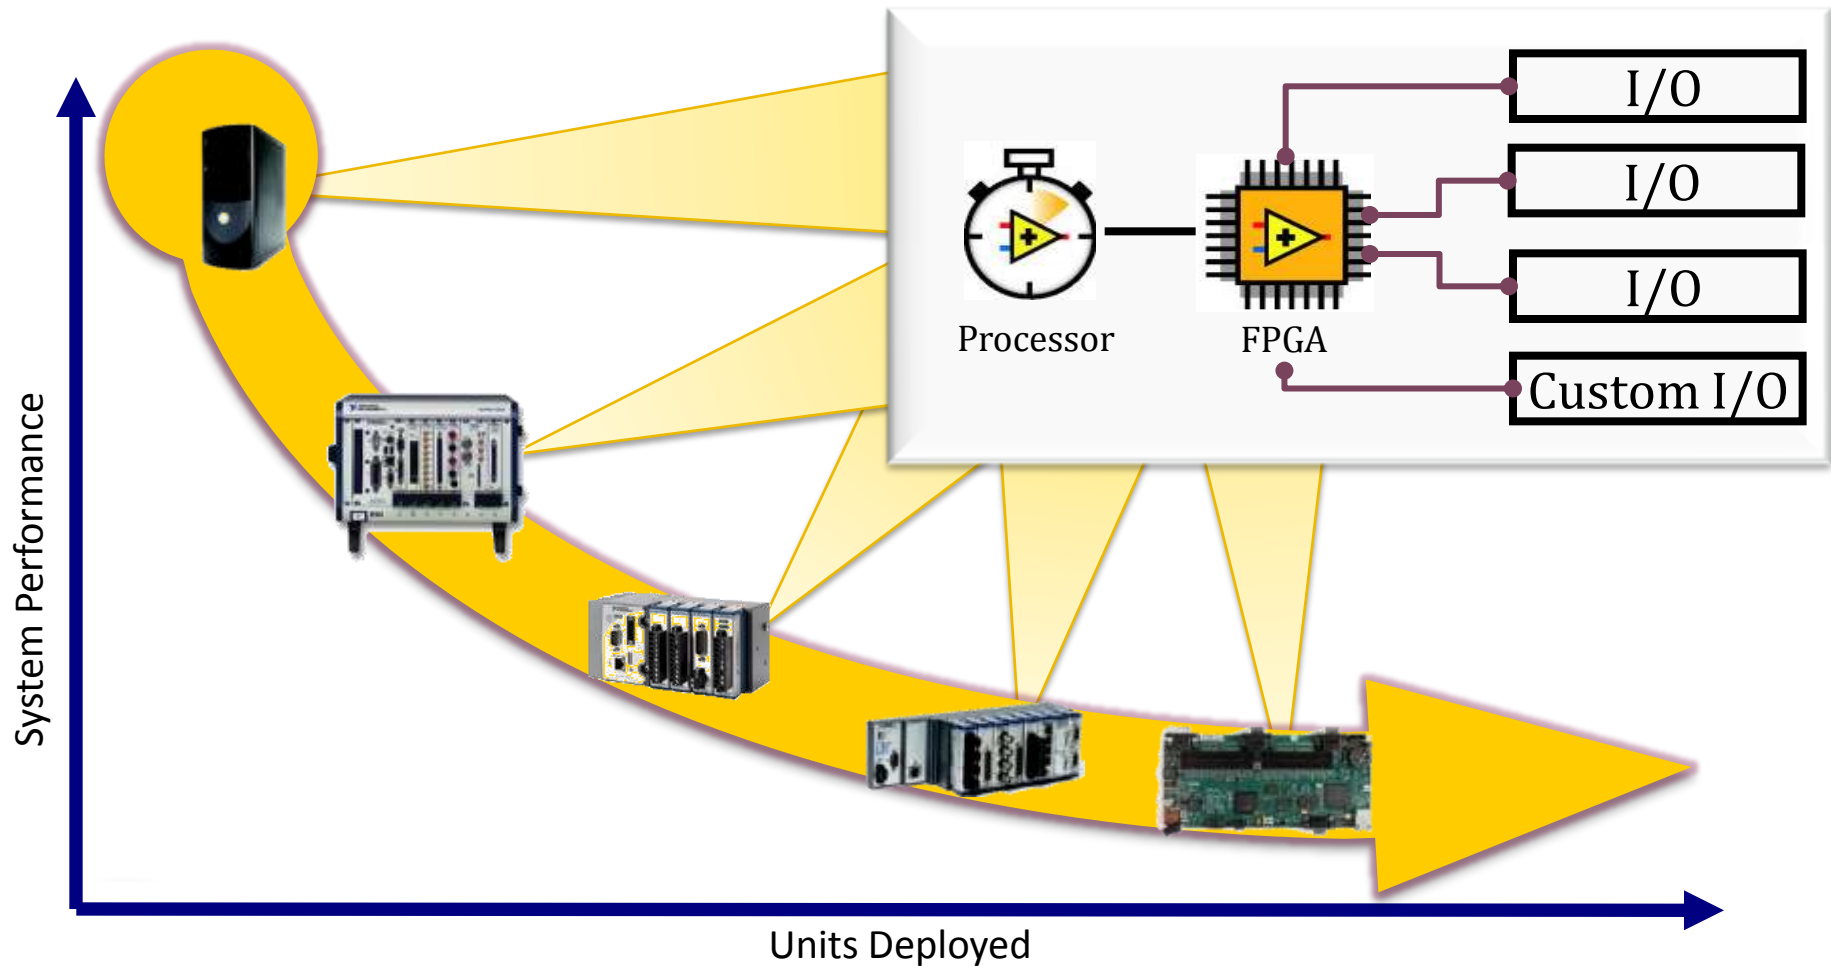 I/O
I/O
I/O
Custom I/O
Processor
FPGA
System Performance
Units Deployed